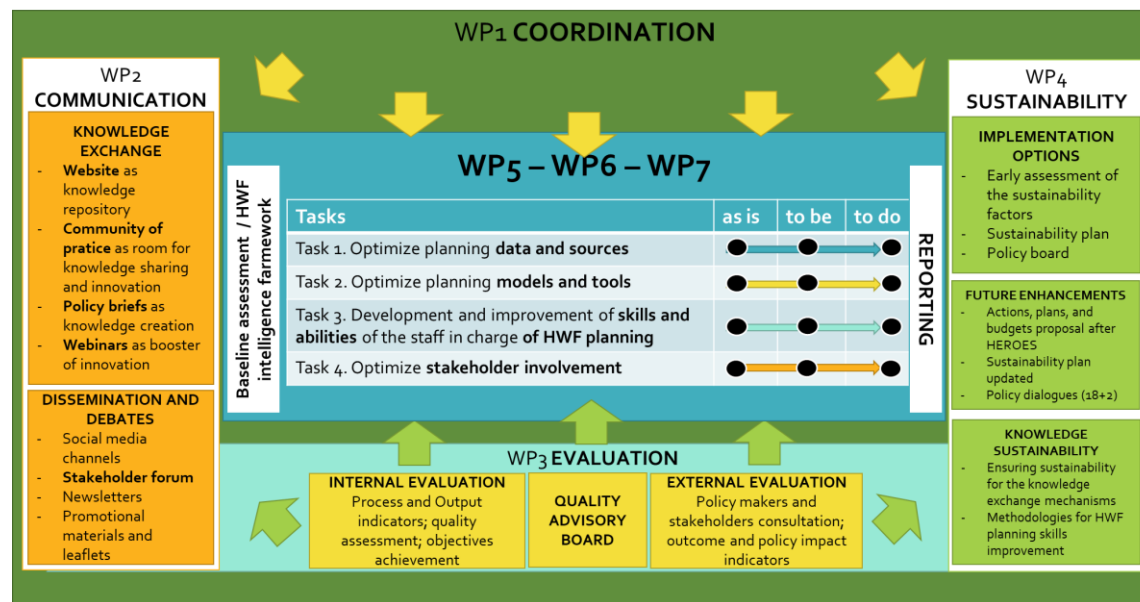 WP1 COORDINATION
WP2
COMMUNICATION
KNOWLEDGE
EXCHANGE
- Website as
knowledge
repository
- Community of
pratice as room for
knowledge sharing
and innovation
- Policy briefs as
knowledge creation
- Webinars as booster
of innovation
DISSEMINATION AND
DEBATES
- Social media
channels
- Stakeholder forum
- Newsletters
- Promotional
materials and
leaflets
Baseline assessment / HWF
intelligence farmework
WP5 – WP6 – WP7
Tasks as is to be to do
Task 1. Optimize planning data and sources
Task 2. Optimize planning models and tools
Task 3. Development and improvement of skills and
abilities of the staff in charge of HWF planning
Task 4. Optimize stakeholder involvement
REPORTING
WP3 EVALUATION
INTERNAL EVALUATION
Process and Output
indicators; quality
assessment; objectives
achievement
QUALITY
ADVISORY
BOARD
EXTERNAL EVALUATION
Policy makers and
stakeholders consultation;
outcome and policy impact
indicators
WP4
SUSTAINABILITY
IMPLEMENTATION
OPTIONS
- Early assessment of
the sustainability
factors
- Sustainability plan
- Policy board
FUTURE ENHANCEMENTS
- Actions, plans, and
budgets proposal after
HEROES
- Sustainability plan
updated
- Policy dialogues (18+2)
KNOWLEDGE
SUSTAINABILITY
- Ensuring sustainability
for the knowledge
exchange mechanisms
- Methodologies for HWF
planning skills
improvement